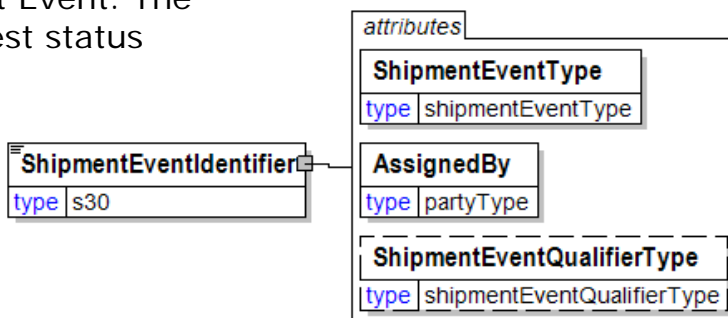 t Event. The
est status
attributes
ShipmentEventType
type shipmentEventType
ShipmentEventIdentifier
type s30
AssignedBy
type partyType
ShipmentEventQualifierType
type shipmentEventQualifierType